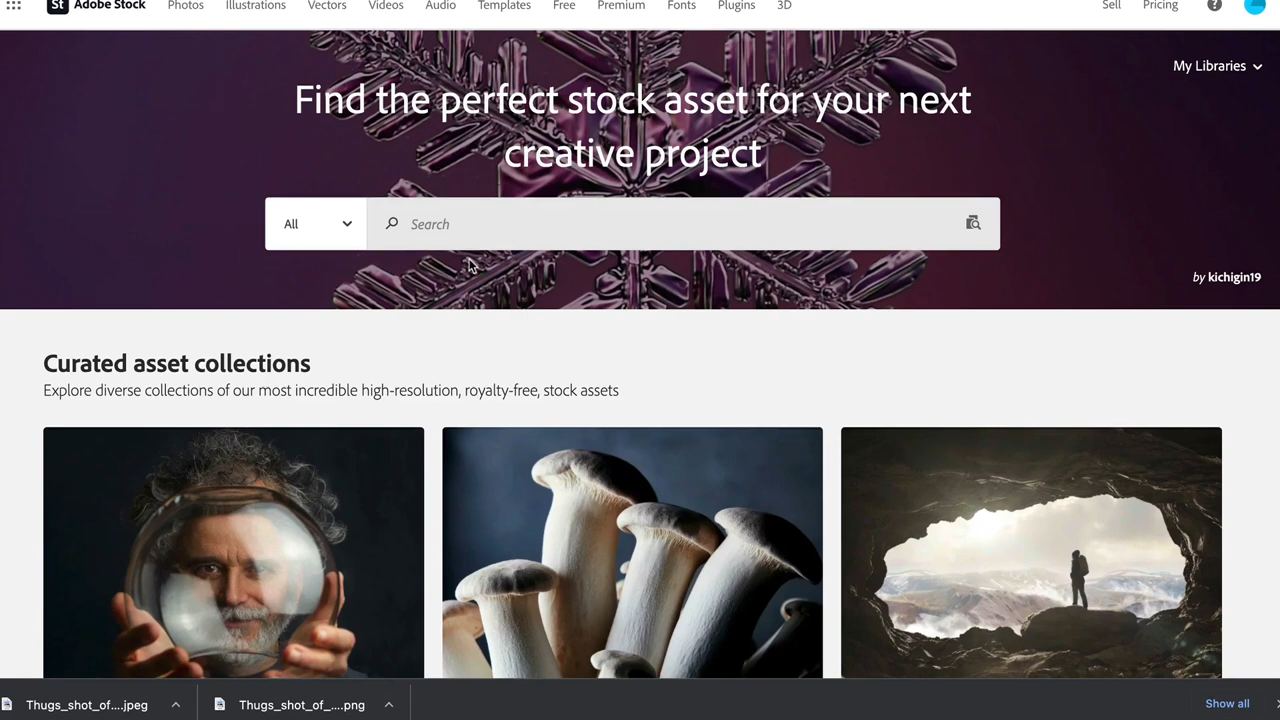 St Adobe Stock Photos Illustrations Vectors Videos Audio Templates Free Premium Fonts Plugins 3D Sell Pricing ?
My Libraries
Find the perfect stock asset for your next
creative project
All Search
by kichigin19
Curated asset collections
Explore diverse collections of our most incredible high-resolution, royalty-free, stock assets
Thugs_shot_of....jpeg Thugs_shot_of_....png Show all